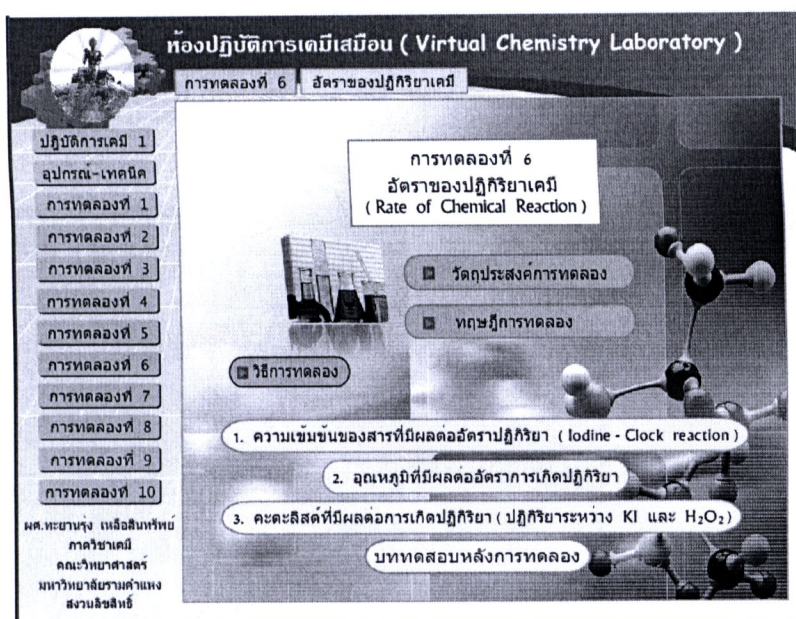 ห้องปฏิบัติการเคมีเสมือน ( Virtual Chemistry Laboratory )
การทดลองที่ 6 อัตราของปฏิกิริยาเคมี
ปฏิบัติการเคมี 1
อุปกรณ์-เทคนิค
การทดลองที่ 1
การทดลองที่ 2
การทดลองที่ 3
การทดลองที่ 4
การทดลองที่ 5
การทดลองที่ 6
การทดลองที่ 7
การทดลองที่ 8
การทดลองที่ 9
การทดลองที่ 10
ผศ.ทะยานรุ่ง เหลือสินทรัพย์
ภาควิชาเคมี
คณะวิทยาศาสตร์
มหาวิทยาลัยรามคำแหง
สงวนลิขสิทธิ์
การทดลองที่ 6
อัตราของปฏิกิริยาเคมี
( Rate of Chemical Reaction )
วัตถุประสงค์การทดลอง
ทฤษฎีการทดลอง
วิธีการทดลอง
1. ความเข้มข้นของสารที่มีผลต่ออัตราปฏิกิริยา ( Iodine - Clock reaction )
2. อุณหภูมิที่มีผลต่ออัตราการเกิดปฏิกิริยา
3. คะตะลิสต์ที่มีผลต่อการเกิดปฏิกิริยา ( ปฏิกิริยาระหว่าง KI และ H₂O₂ )
บททดสอบหลังการทดลอง